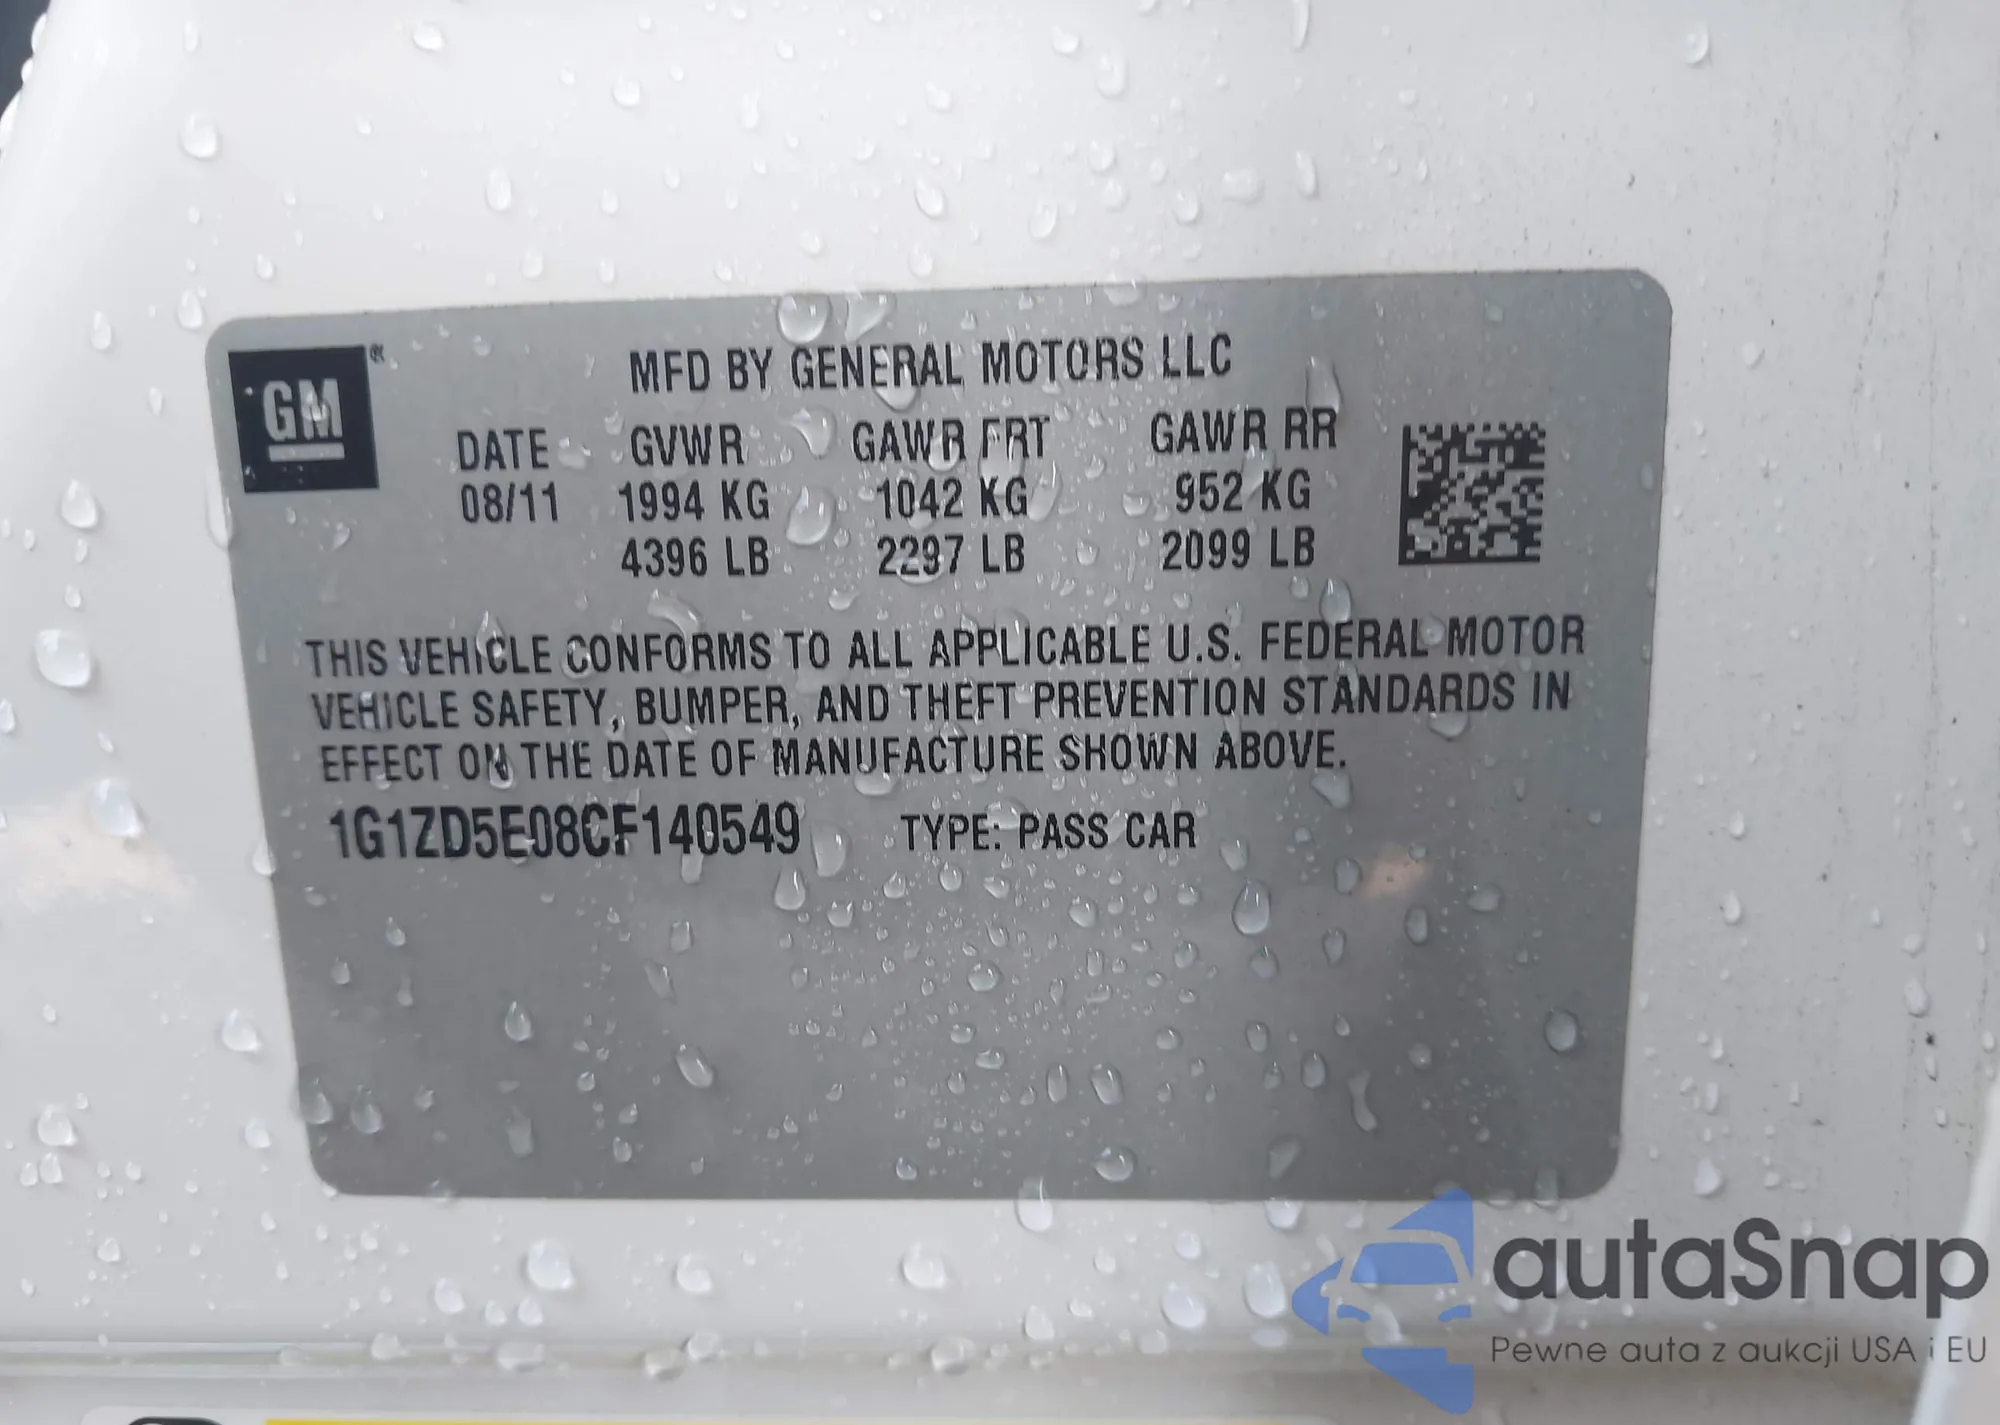 GM ®
MFD BY GENERAL MOTORS LLC
DATE GVWR GAWR FRT GAWR RR
08/11 1994 KG 1042 KG 952 KG
4396 LB 2297 LB 2099 LB
THIS VEHICLE CONFORMS TO ALL APPLICABLE U.S. FEDERAL MOTOR
VEHICLE SAFETY, BUMPER, AND THEFT PREVENTION STANDARDS IN
EFFECT ON THE DATE OF MANUFACTURE SHOWN ABOVE.
1G1ZD5E08CF140549 TYPE: PASS CAR
autaSnap
Pewne auta z aukcji USA i EU